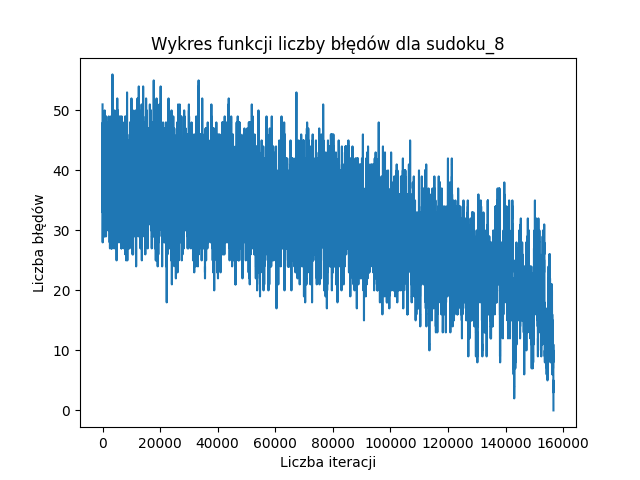 Wykres funkcji liczby błędów dla sudoku_8
Liczba błędów
50
40
30
20
10
0
0 20000 40000 60000 80000 100000 120000 140000 160000
Liczba iteracji